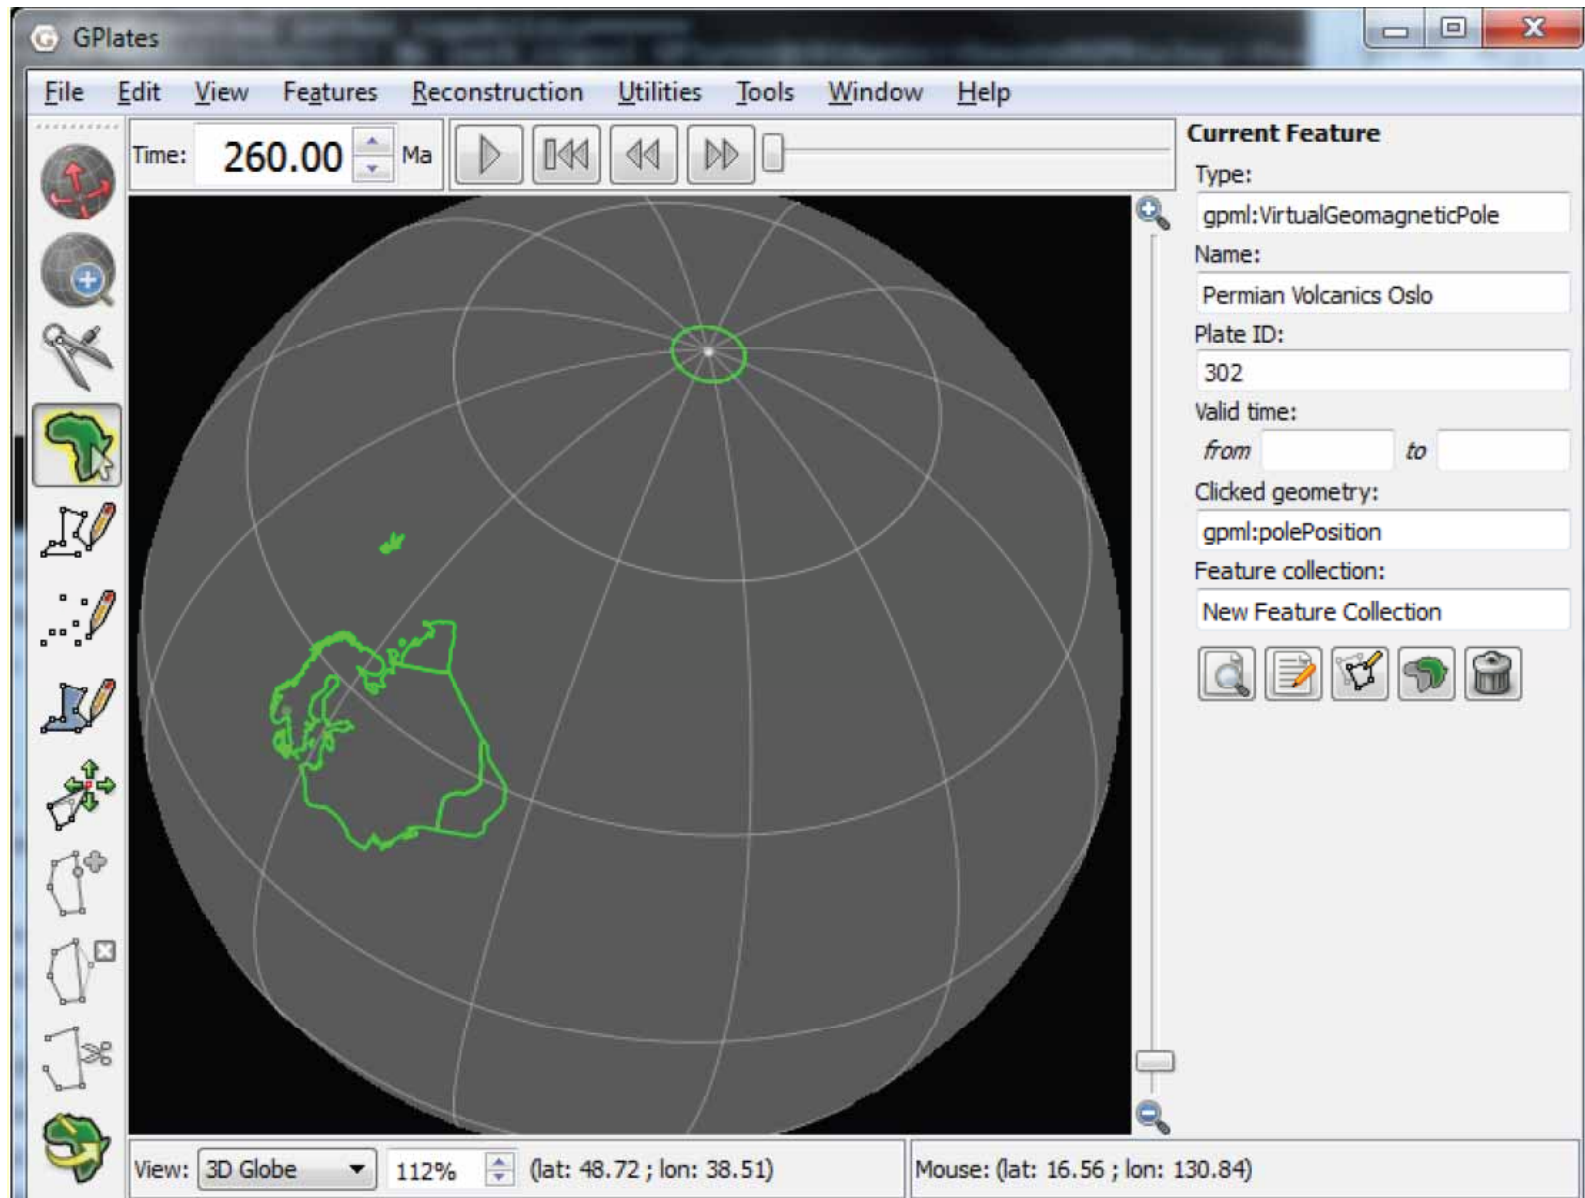 GPlates
File Edit View Features Reconstruction Utilities Tools Window Help
Time: 260.00 Ma
Current Feature
Type:
gpml:VirtualGeomagneticPole
Name:
Permian Volcanics Oslo
Plate ID:
302
Valid time:
from to
Clicked geometry:
gpml:polePosition
Feature collection:
New Feature Collection
View: 3D Globe 112% (lat: 48.72 ; lon: 38.51) Mouse: (lat: 16.56 ; lon: 130.84)